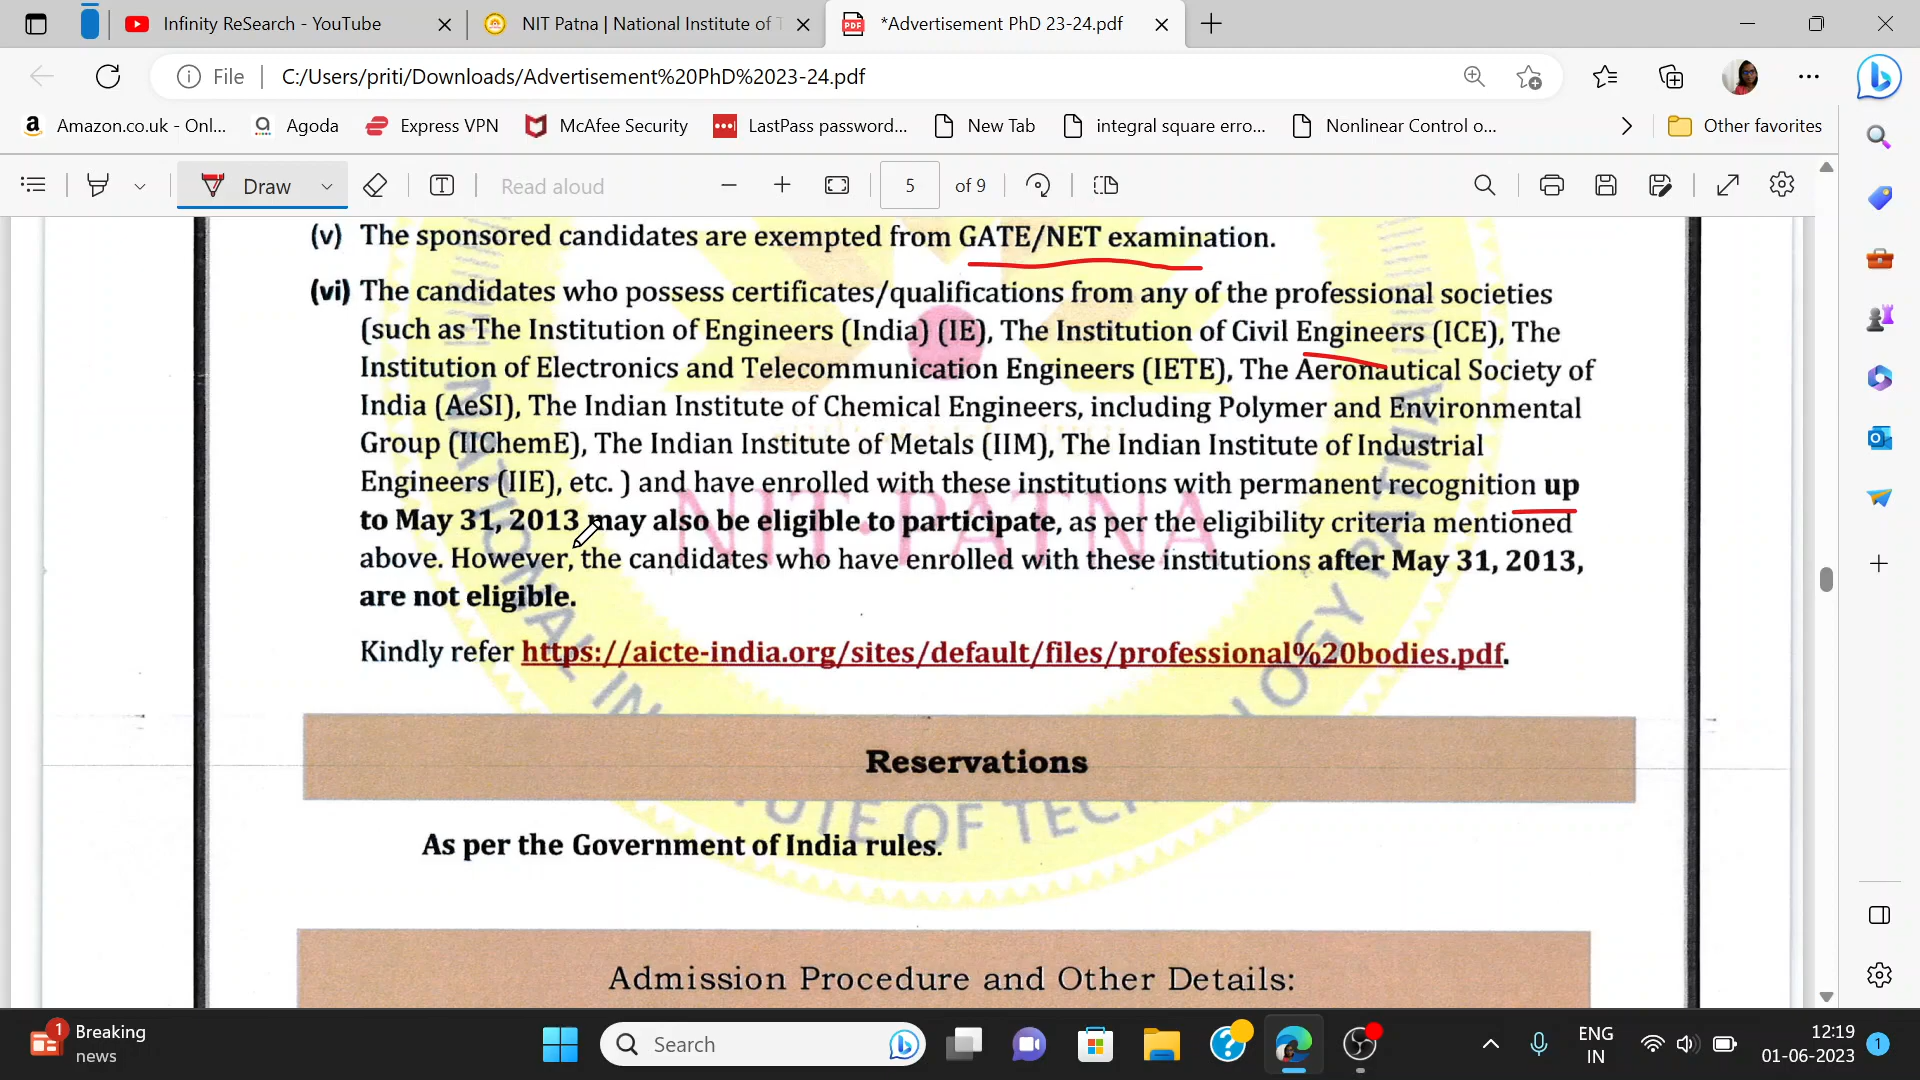 Infinity ReSearch - YouTube
NIT Patna | National Institute of T
*Advertisement PhD 23-24.pdf
File
C:/Users/priti/Downloads/Advertisement%20PhD%2023-24.pdf
Amazon.co.uk - Onl...
Agoda
Express VPN
McAfee Security
LastPass password...
New Tab
integral square erro...
Nonlinear Control o...
Other favorites
Draw
Read aloud
5
of 9
(v) The sponsored candidates are exempted from GATE/NET examination.
(vi) The candidates who possess certificates/qualifications from any of the professional societies
(such as The Institution of Engineers (India) (IE), The Institution of Civil Engineers (ICE), The
Institution of Electronics and Telecommunication Engineers (IETE), The Aeronautical Society of
India (AeSI), The Indian Institute of Chemical Engineers, including Polymer and Environmental
Group (IIChemE), The Indian Institute of Metals (IIM), The Indian Institute of Industrial
Engineers (IIE), etc. ) and have enrolled with these institutions with permanent recognition up
to May 31, 2013 may also be eligible to participate, as per the eligibility criteria mentioned
above. However, the candidates who have enrolled with these institutions after May 31, 2013,
are not eligible.
NIT-PATNA
Kindly refer https://aicte-india.org/sites/default/files/professional%20bodies.pdf.
Reservations
As per the Government of India rules.
Admission Procedure and Other Details:
1
Breaking
news
Search
ENG
IN
12:19
01-06-2023
1